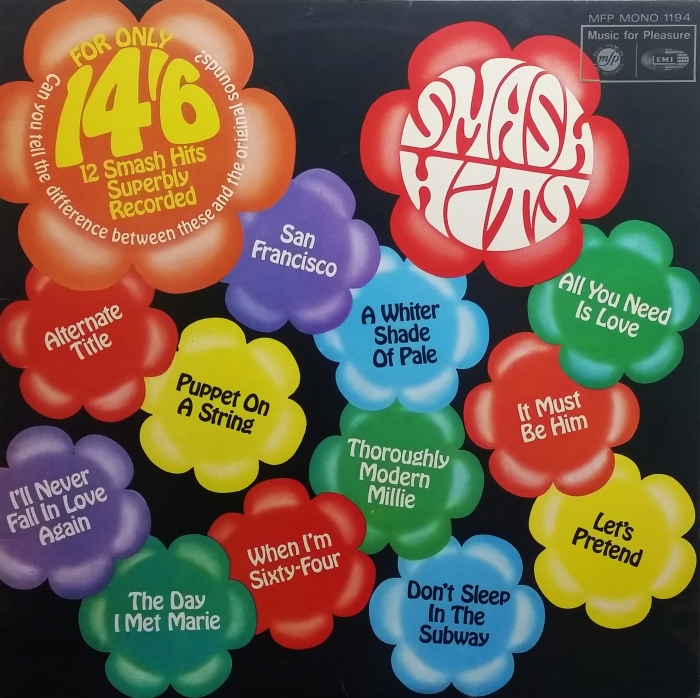 MFP MONO 1194
Music for Pleasure
mfp
EMI
FOR ONLY
14'6
12 Smash Hits
Superbly
Recorded
Can you tell the difference between these and the original sounds?
SMASH
HITS
San
Francisco
A Whiter
Shade
Of Pale
All You Need
Is Love
Alternate
Title
Puppet On
A String
It Must
Be Him
Thoroughly
Modern
Millie
I'll Never
Fall In Love
Again
When I'm
Sixty-Four
Let's
Pretend
The Day
I Met Marie
Don't Sleep
In The
Subway